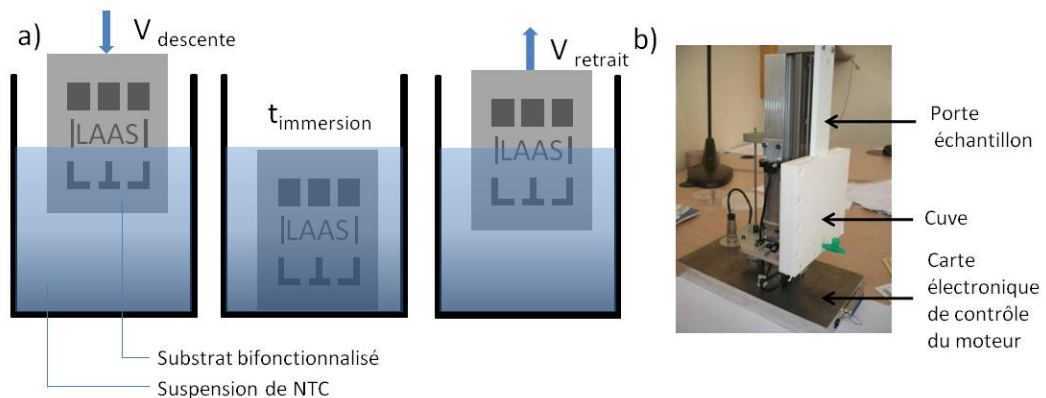 a)
V descente
LAAS
t immersion
LAAS
V retrait
LAAS
Substrat bifonctionnalisé
Suspension de NTC
b)
Porte
échantillon
Cuve
Carte
électronique
de contrôle
du moteur